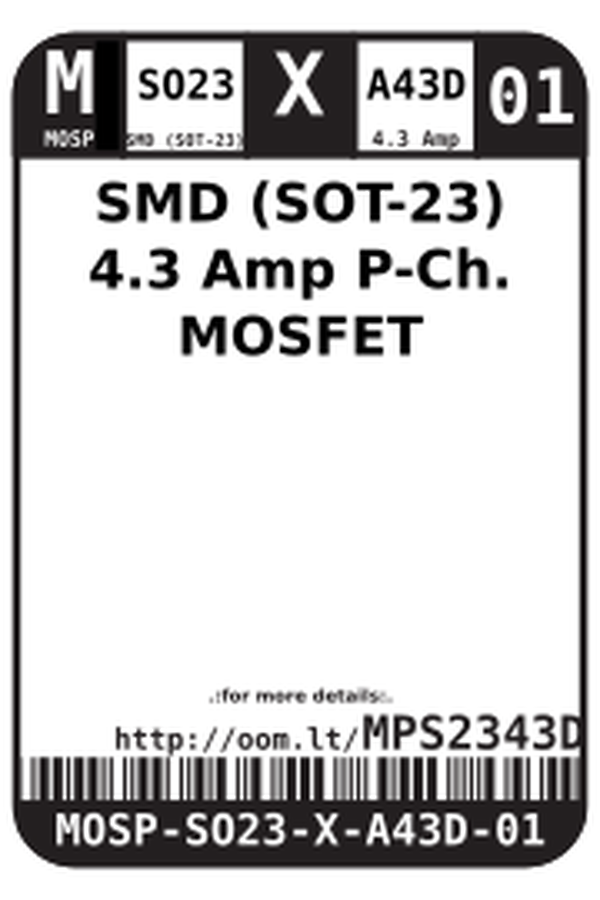 M SO23 X A43D 01
MOSP SMD (SOT-23) 4.3 Amp
SMD (SOT-23)
4.3 Amp P-Ch.
MOSFET
.:for more details:.
http://oom.lt/MPS2343D
MOSP-SO23-X-A43D-01